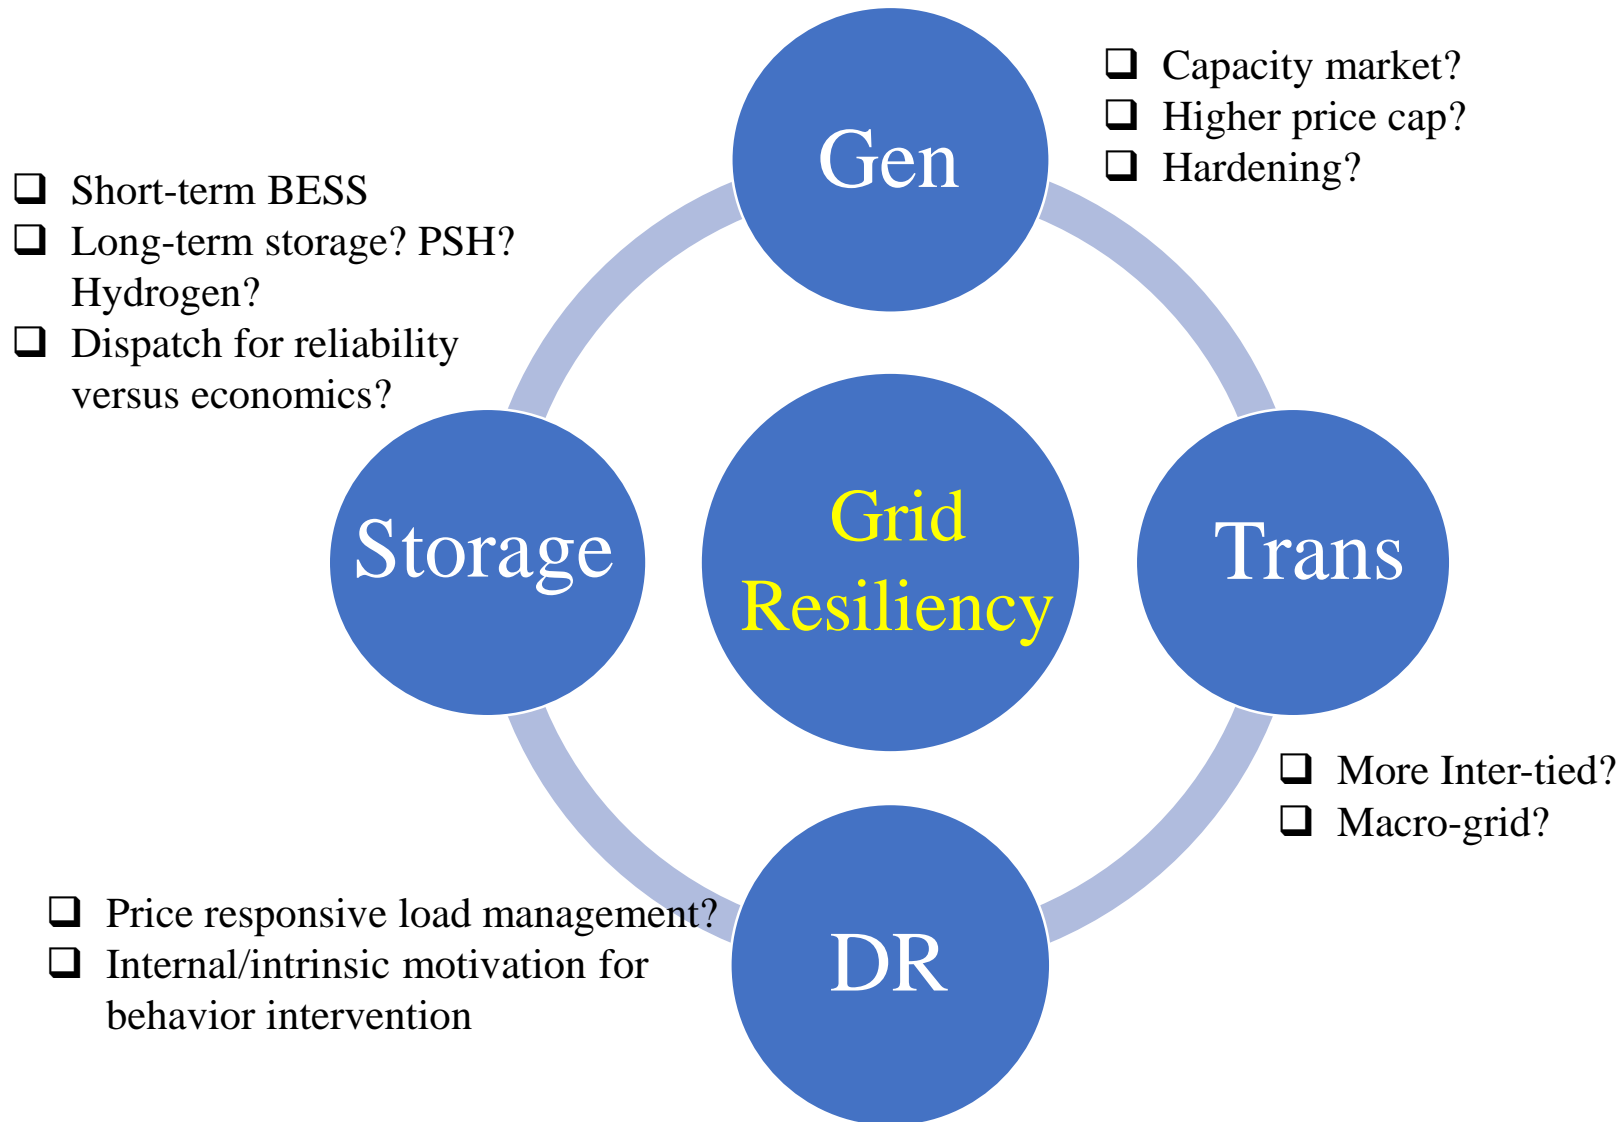 Gen
❑ Capacity market?
❑ Higher price cap?
❑ Hardening?
❑ Short-term BESS
❑ Long-term storage? PSH?
Hydrogen?
❑ Dispatch for reliability
versus economics?
Storage
Grid
Resiliency
Trans
❑ More Inter-tied?
❑ Macro-grid?
❑ Price responsive load management?
❑ Internal/intrinsic motivation for
behavior intervention
DR